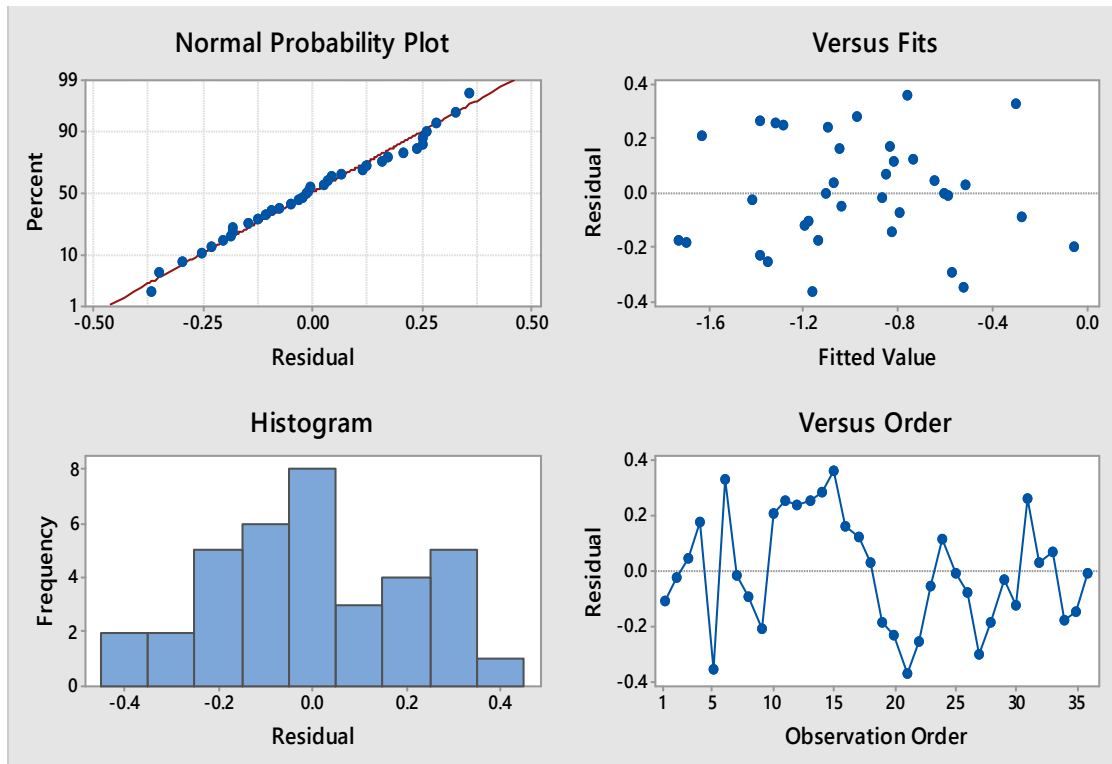 Normal Probability Plot
99
90
50
10
1
Percent
-0.50 -0.25 0.00 0.25 0.50
Residual
Versus Fits
0.4
0.2
0.0
-0.2
-0.4
Residual
-1.6 -1.2 -0.8 -0.4 0.0
Fitted Value
Histogram
8
6
4
2
0
Frequency
-0.4 -0.2 0.0 0.2 0.4
Residual
Versus Order
0.4
0.2
0.0
-0.2
-0.4
Residual
1 5 10 15 20 25 30 35
Observation Order